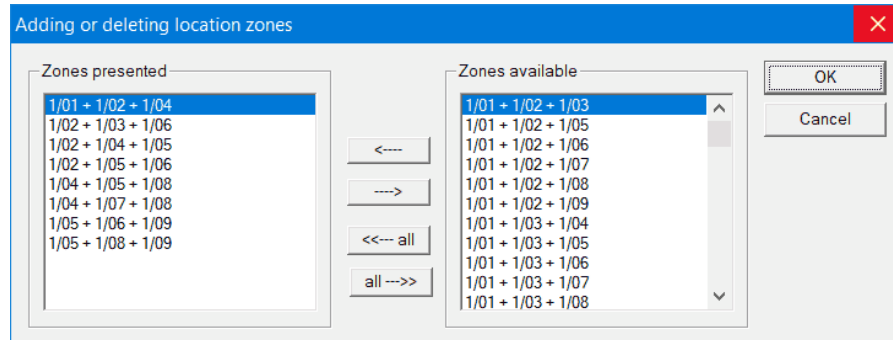 Adding or deleting location zones
Zones presented
1/01 + 1/02 + 1/04
1/02 + 1/03 + 1/06
1/02 + 1/04 + 1/05
1/02 + 1/05 + 1/06
1/04 + 1/05 + 1/08
1/04 + 1/07 + 1/08
1/05 + 1/06 + 1/09
1/05 + 1/08 + 1/09
<----
---->
<<--- all
all --->>
Zones available
1/01 + 1/02 + 1/03
1/01 + 1/02 + 1/05
1/01 + 1/02 + 1/06
1/01 + 1/02 + 1/07
1/01 + 1/02 + 1/08
1/01 + 1/02 + 1/09
1/01 + 1/03 + 1/04
1/01 + 1/03 + 1/05
1/01 + 1/03 + 1/06
1/01 + 1/03 + 1/07
1/01 + 1/03 + 1/08
OK
Cancel